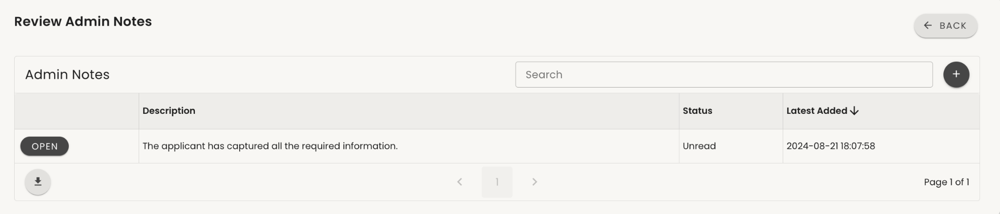 Review Admin Notes
BACK
Admin Notes
Search
Description Status Latest Added
OPEN The applicant has captured all the required information. Unread 2024-08-21 18:07:58
1
Page 1 of 1